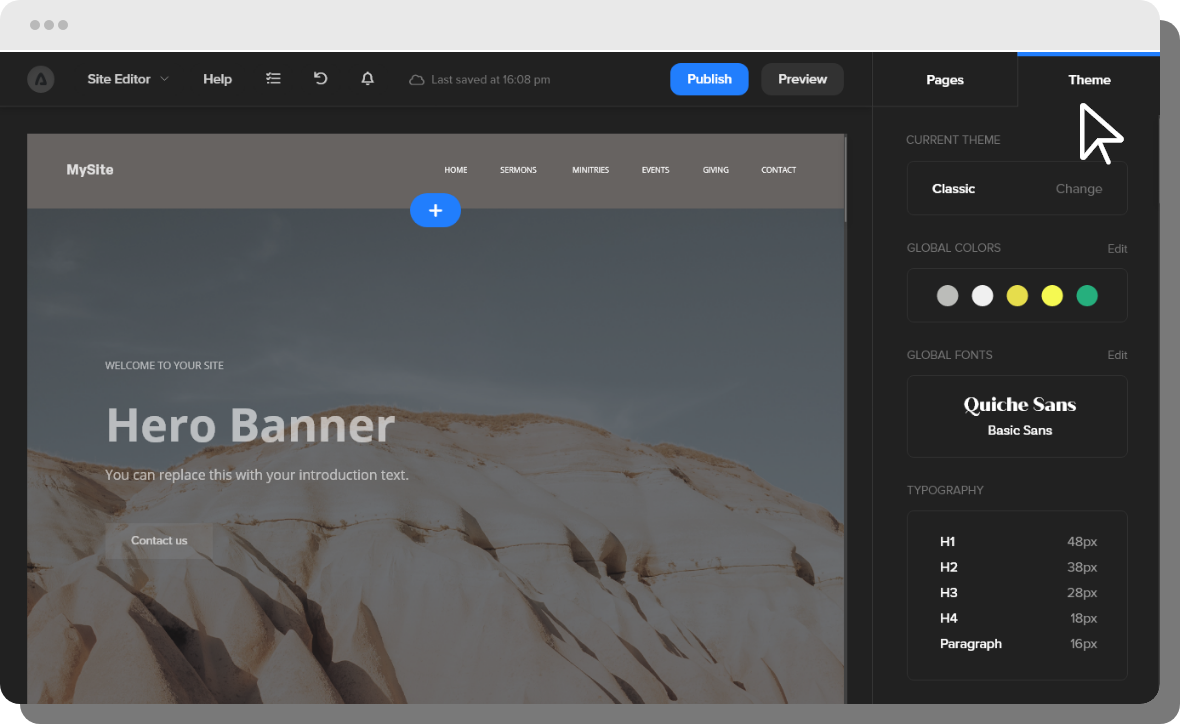 Site Editor Help Last saved at 16:08 pm Publish Preview Pages Theme
MySite HOME SERMONS MINITRIES EVENTS GIVING CONTACT
WELCOME TO YOUR SITE
Hero Banner
You can replace this with your introduction text.
Contact us
CURRENT THEME
Classic Change
GLOBAL COLORS Edit
GLOBAL FONTS Edit
Quiche Sans
Basic Sans
TYPOGRAPHY
H1 48px
H2 38px
H3 28px
H4 18px
Paragraph 16px